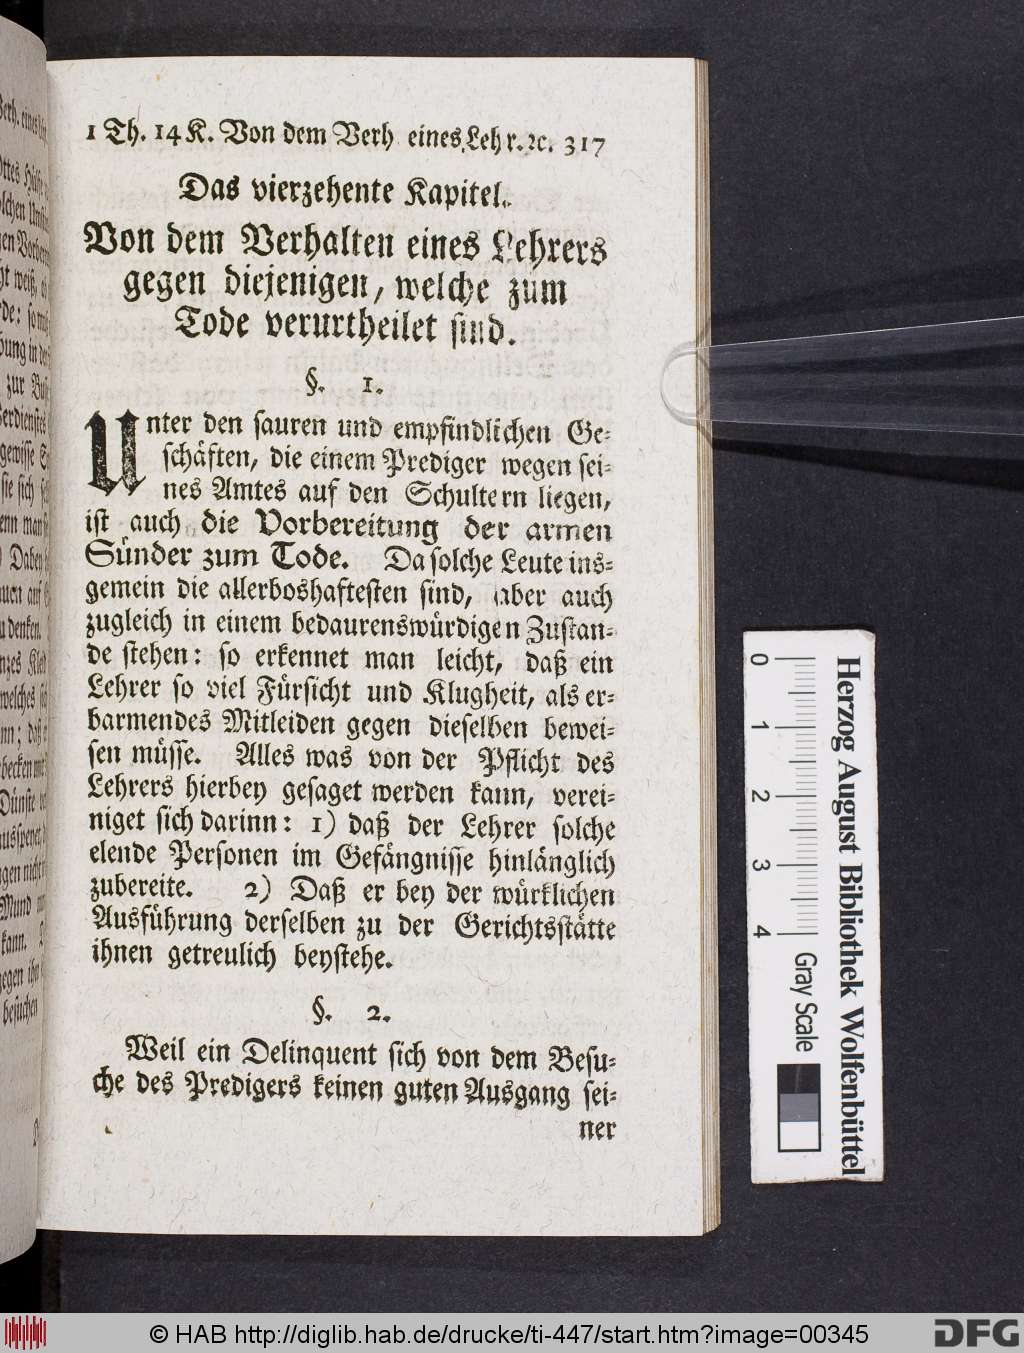 1 Th. 14 K. Von dem Verh eines Lehr. ꝛc. 317
Das vierzehente Kapitel.
Von dem Verhalten eines Lehrers
gegen diejenigen, welche zum
Tode verurtheilet sind.
§. 1.
Unter den sauren und empfindlichen Ge⸗
schäften, die einem Prediger wegen sei⸗
nes Amtes auf den Schultern liegen,
ist auch die Vorbereitung der armen
Sünder zum Tode. Da solche Leute ins⸗
gemein die allerboshaftesten sind, aber auch
zugleich in einem bedaurenswürdigen Zustan⸗
de stehen: so erkennet man leicht, daß ein
Lehrer so viel Fürsicht und Klugheit, als er⸗
barmendes Mitleiden gegen dieselben bewei⸗
sen müsse. Alles was von der Pflicht des
Lehrers hierbey gesaget werden kann, verei⸗
niget sich darinn: 1) daß der Lehrer solche
elende Personen im Gefängnisse hinlänglich
zubereite. 2) Daß er bey der würklichen
Ausführung derselben zu der Gerichtsstätte
ihnen getreulich beystehe.
§. 2.
Weil ein Delinquent sich von dem Besu⸗
che des Predigers keinen guten Ausgang sei⸗
ner
0 1 2 3 4
Gray Scale
Herzog August Bibliothek Wolfenbüttel
© HAB http://diglib.hab.de/drucke/ti-447/start.htm?image=00345
DFG